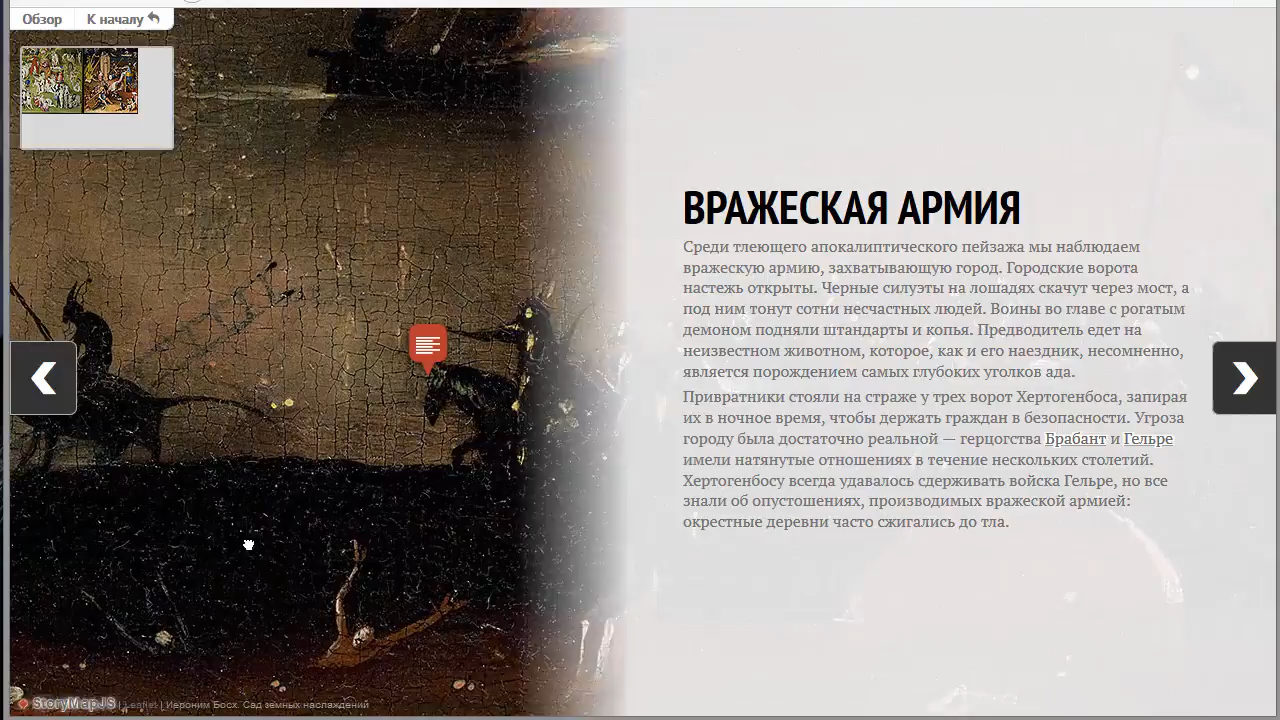 Обзор К началу
ВРАЖЕСКАЯ АРМИЯ
Среди тлеющего апокалиптического пейзажа мы наблюдаем
вражескую армию, захватывающую город. Городские ворота
настежь открыты. Черные силуэты на лошадях скачут через мост, а
под ним тонут сотни несчастных людей. Воины во главе с рогатым
демоном подняли штандарты и копья. Предводитель едет на
неизвестном животном, которое, как и его наездник, несомненно,
является порождением самых глубоких уголков ада.
Привратники стояли на страже у трех ворот Хертогенбоса, запирая
их в ночное время, чтобы держать граждан в безопасности. Угроза
городу была достаточно реальной — герцогства Брабант и Гельре
имели натянутые отношениях в течение нескольких столетий.
Хертогенбосу всегда удавалось сдерживать войска Гельре, но все
знали об опустошениях, производимых вражеской армией:
окрестные деревни часто сжигались до тла.
StoryMapJS | Leaflet | Иероним Босх. Сад земных наслаждений